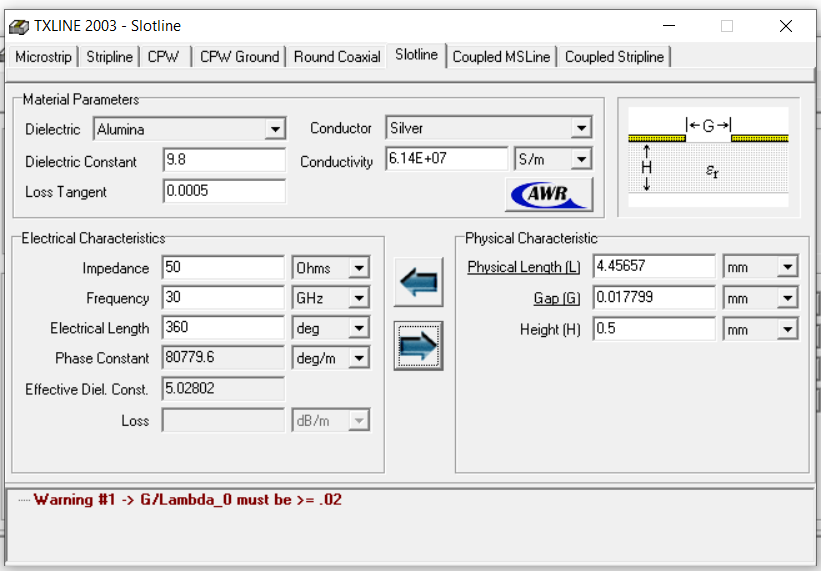 TXLINE 2003 - Slotline
Microstrip Stripline CPW CPW Ground Round Coaxial Slotline Coupled MSLine Coupled Stripline
Material Parameters
Dielectric Alumina Conductor Silver
Dielectric Constant 9.8 Conductivity 6.14E+07 S/m
Loss Tangent 0.0005 AWR
G
H εr
Electrical Characteristics
Impedance 50 Ohms
Frequency 30 GHz
Electrical Length 360 deg
Phase Constant 80779.6 deg/m
Effective Diel. Const. 5.02802
Loss dB/m
Physical Characteristic
Physical Length (L) 4.45657 mm
Gap (G) 0.017799 mm
Height (H) 0.5 mm
Warning #1 -> G/Lambda_0 must be >= .02